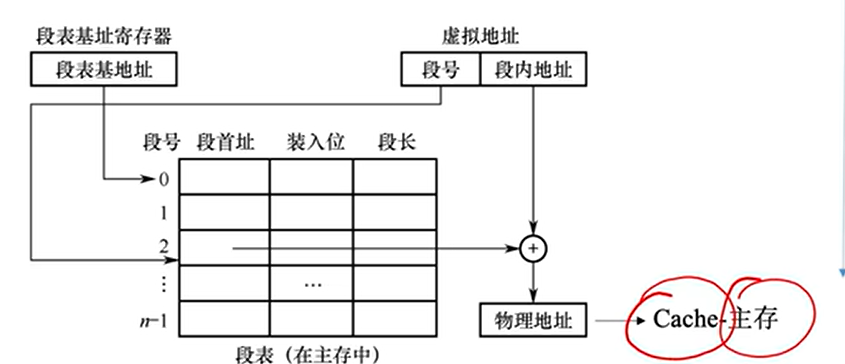 段表基址寄存器
虚拟地址
段表基地址
段号 段内地址
段号 段首址 装入位 段长
0
1
2
+
⋮ …
n-1
物理地址
Cache-主存
段表（在主存中）